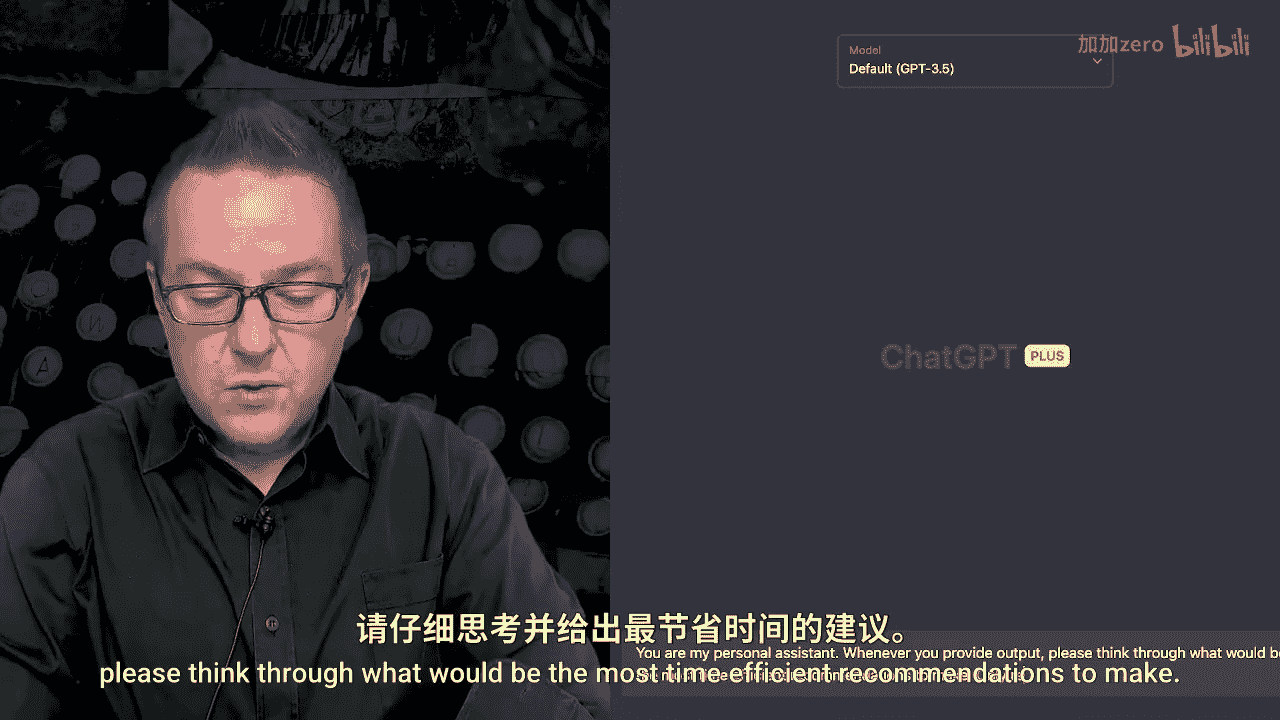 加加zero bilibili
Model
Default (GPT-3.5)
ChatGPT PLUS
请仔细思考并给出最节省时间的建议。
You are my personal assistant. Whenever you provide output, please think through what would be
please think through what would be the most time-efficient recommendations to make.